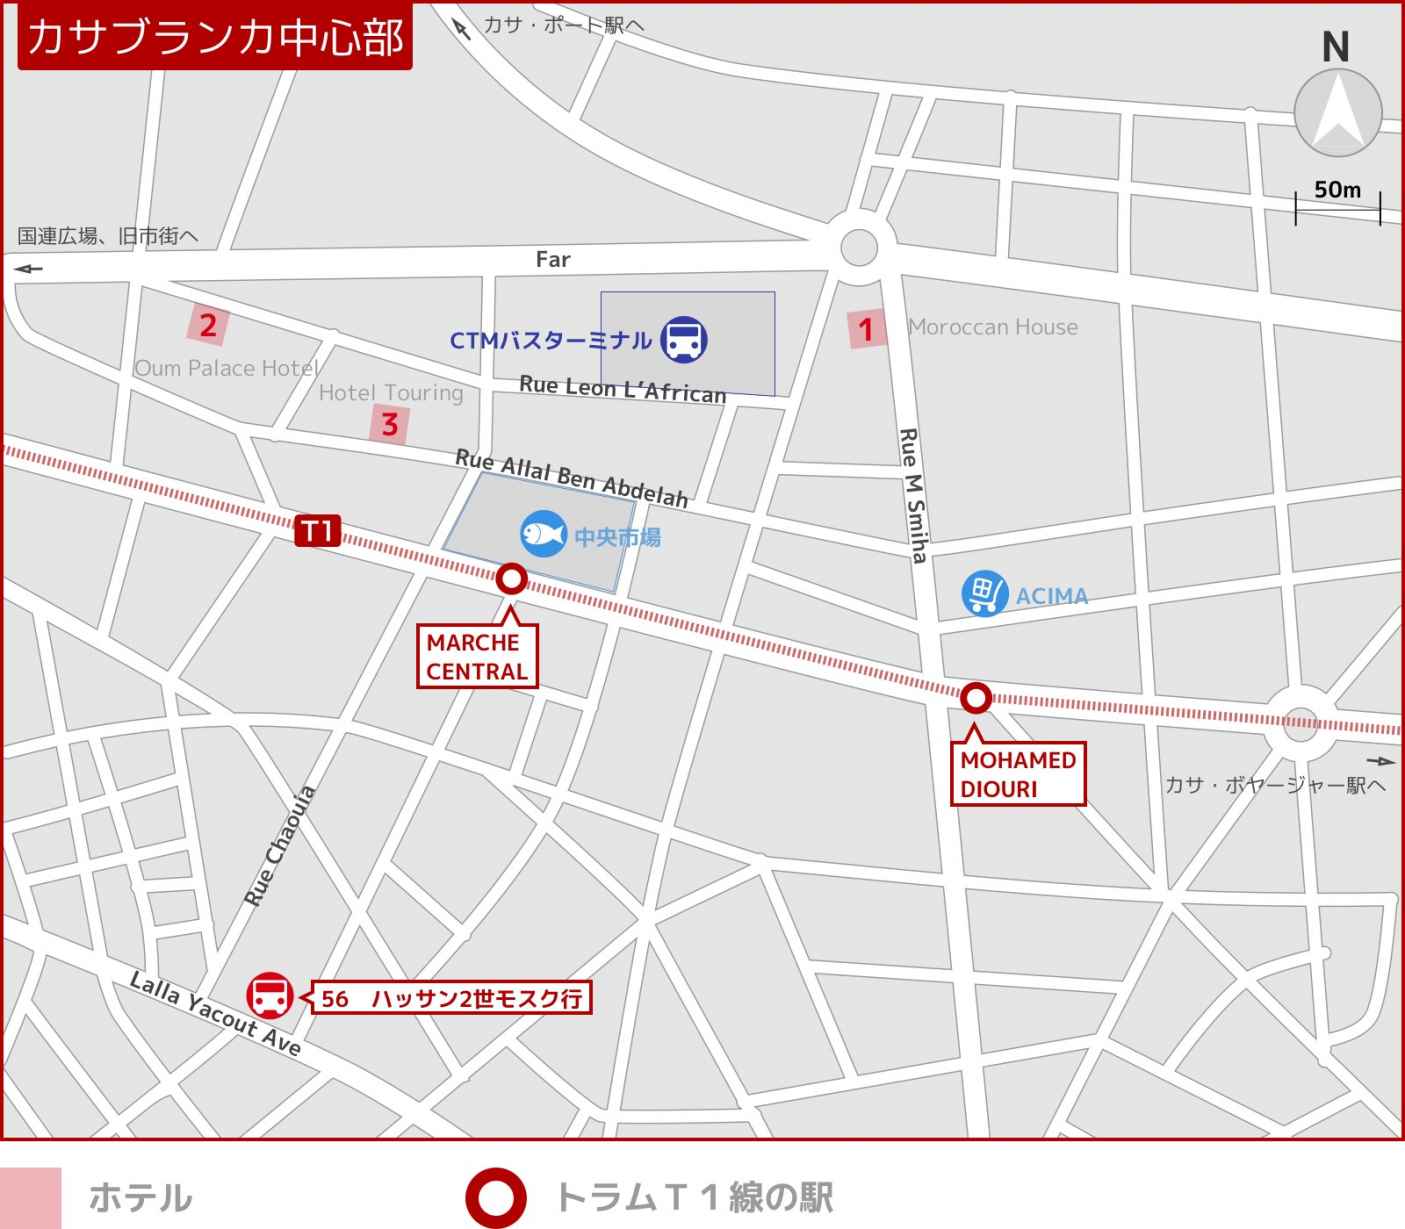 カサブランカ中心部
カサ・ポート駅へ
N
50m
国連広場、旧市街へ
Far
2
Oum Palace Hotel
CTMバスターミナル
1
Moroccan House
Hotel Touring
3
Rue Leon L’African
Rue Allal Ben Abdelah
Rue M Smiha
T1
中央市場
ACIMA
MARCHE
CENTRAL
MOHAMED
DIOURI
カサ・ボヤージャー駅へ
Rue Chaouia
Lalla Yacout Ave
56 ハッサン2世モスク行
ホテル
トラムT1線の駅